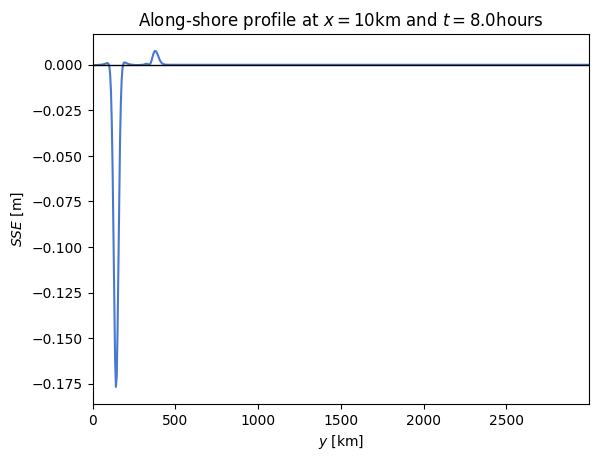 Along-shore profile at x = 10km and t = 8.0hours
0.000
−0.025
−0.050
−0.075
−0.100
−0.125
−0.150
−0.175
SSE [m]
0 500 1000 1500 2000 2500
y [km]